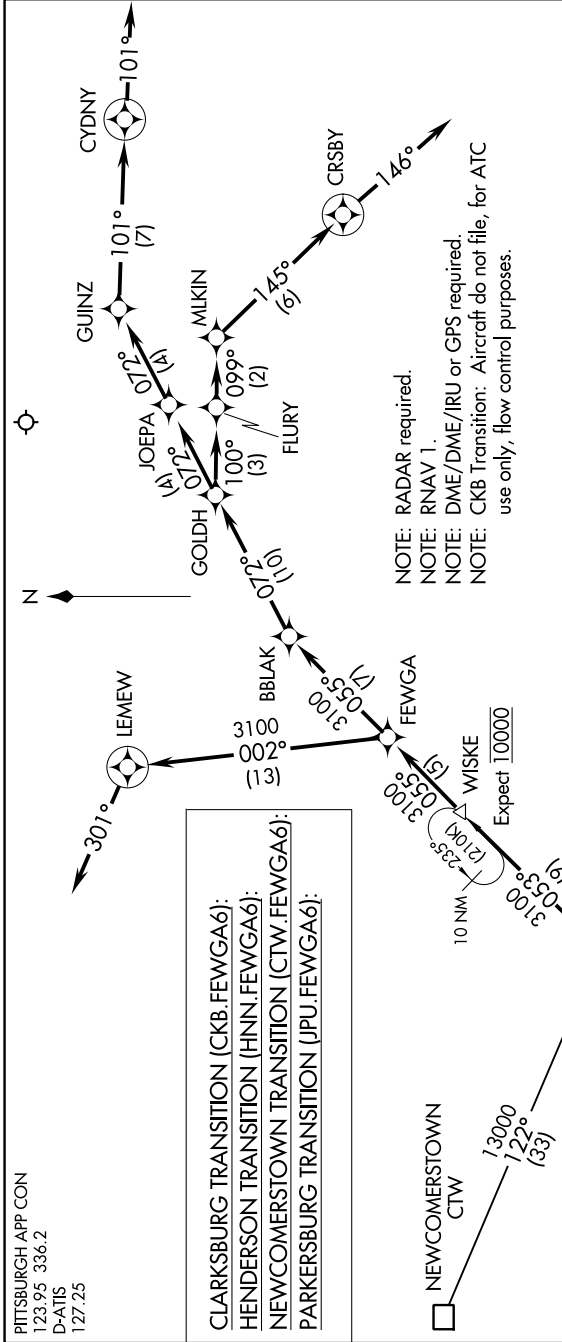 PITTSBURGH APP CON
123.95 336.2
D-ATIS
127.25
N
CYDNY
101°
101°
(7)
GUINZ
072°
(4)
JOEPA
072°
(4)
GOLDH
100°
(3)
FLURY
099°
(2)
MLKIN
145°
(6)
CRSBY
146°
LEMEW
301°
3100
002°
(13)
072°
(10)
BBLAK
3100
055°
(7)
FEWGA
3100
055°
(5)
WISKE
Expect 10000
235°
(210K)
10 NM
3100
053°
(9)
CLARKSBURG TRANSITION (CKB.FEWGA6):
HENDERSON TRANSITION (HNN.FEWGA6):
NEWCOMERSTOWN TRANSITION (CTW.FEWGA6):
PARKERSBURG TRANSITION (JPU.FEWGA6):
NOTE: RADAR required.
NOTE: RNAV 1.
NOTE: DME/DME/IRU or GPS required.
NOTE: CKB Transition: Aircraft do not file, for ATC
use only, flow control purposes.
NEWCOMERSTOWN
CTW
13000
122°
(33)